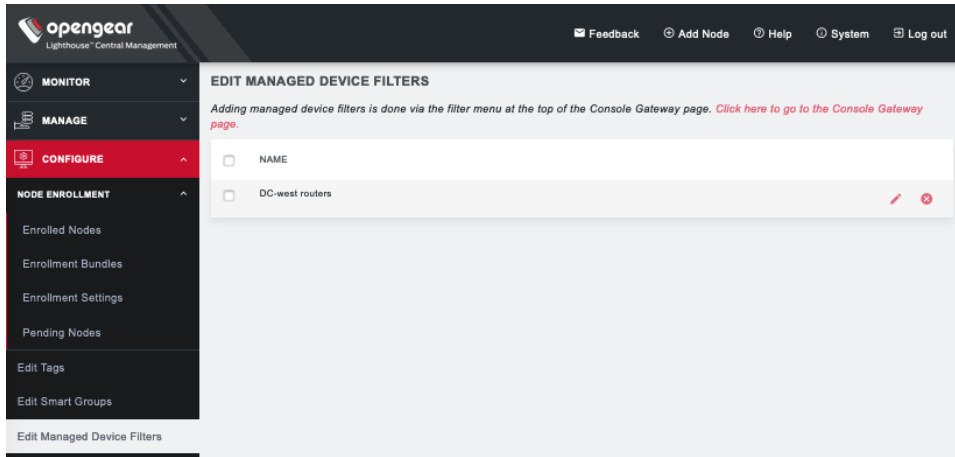 opengear
Lighthouse™ Central Management
Feedback
Add Node
Help
System
Log out
MONITOR
MANAGE
CONFIGURE
NODE ENROLLMENT
Enrolled Nodes
Enrollment Bundles
Enrollment Settings
Pending Nodes
Edit Tags
Edit Smart Groups
Edit Managed Device Filters
EDIT MANAGED DEVICE FILTERS
Adding managed device filters is done via the filter menu at the top of the Console Gateway page. Click here to go to the Console Gateway
page.
NAME
DC-west routers